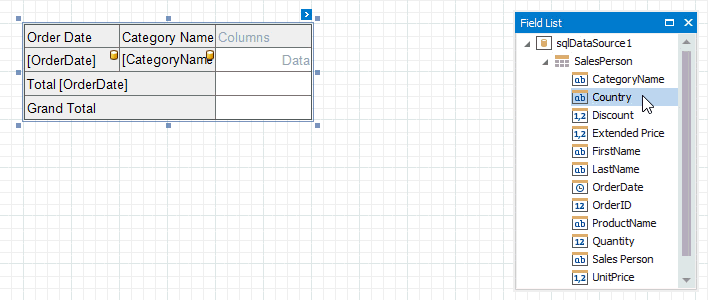 Order Date Category Name Columns
[OrderDate] [CategoryName Data
Total [OrderDate]
Grand Total
Field List
sqlDataSource1
SalesPerson
ab CategoryName
ab Country
1,2 Discount
1,2 Extended Price
ab FirstName
ab LastName
OrderDate
12 OrderID
ab ProductName
12 Quantity
ab Sales Person
1,2 UnitPrice